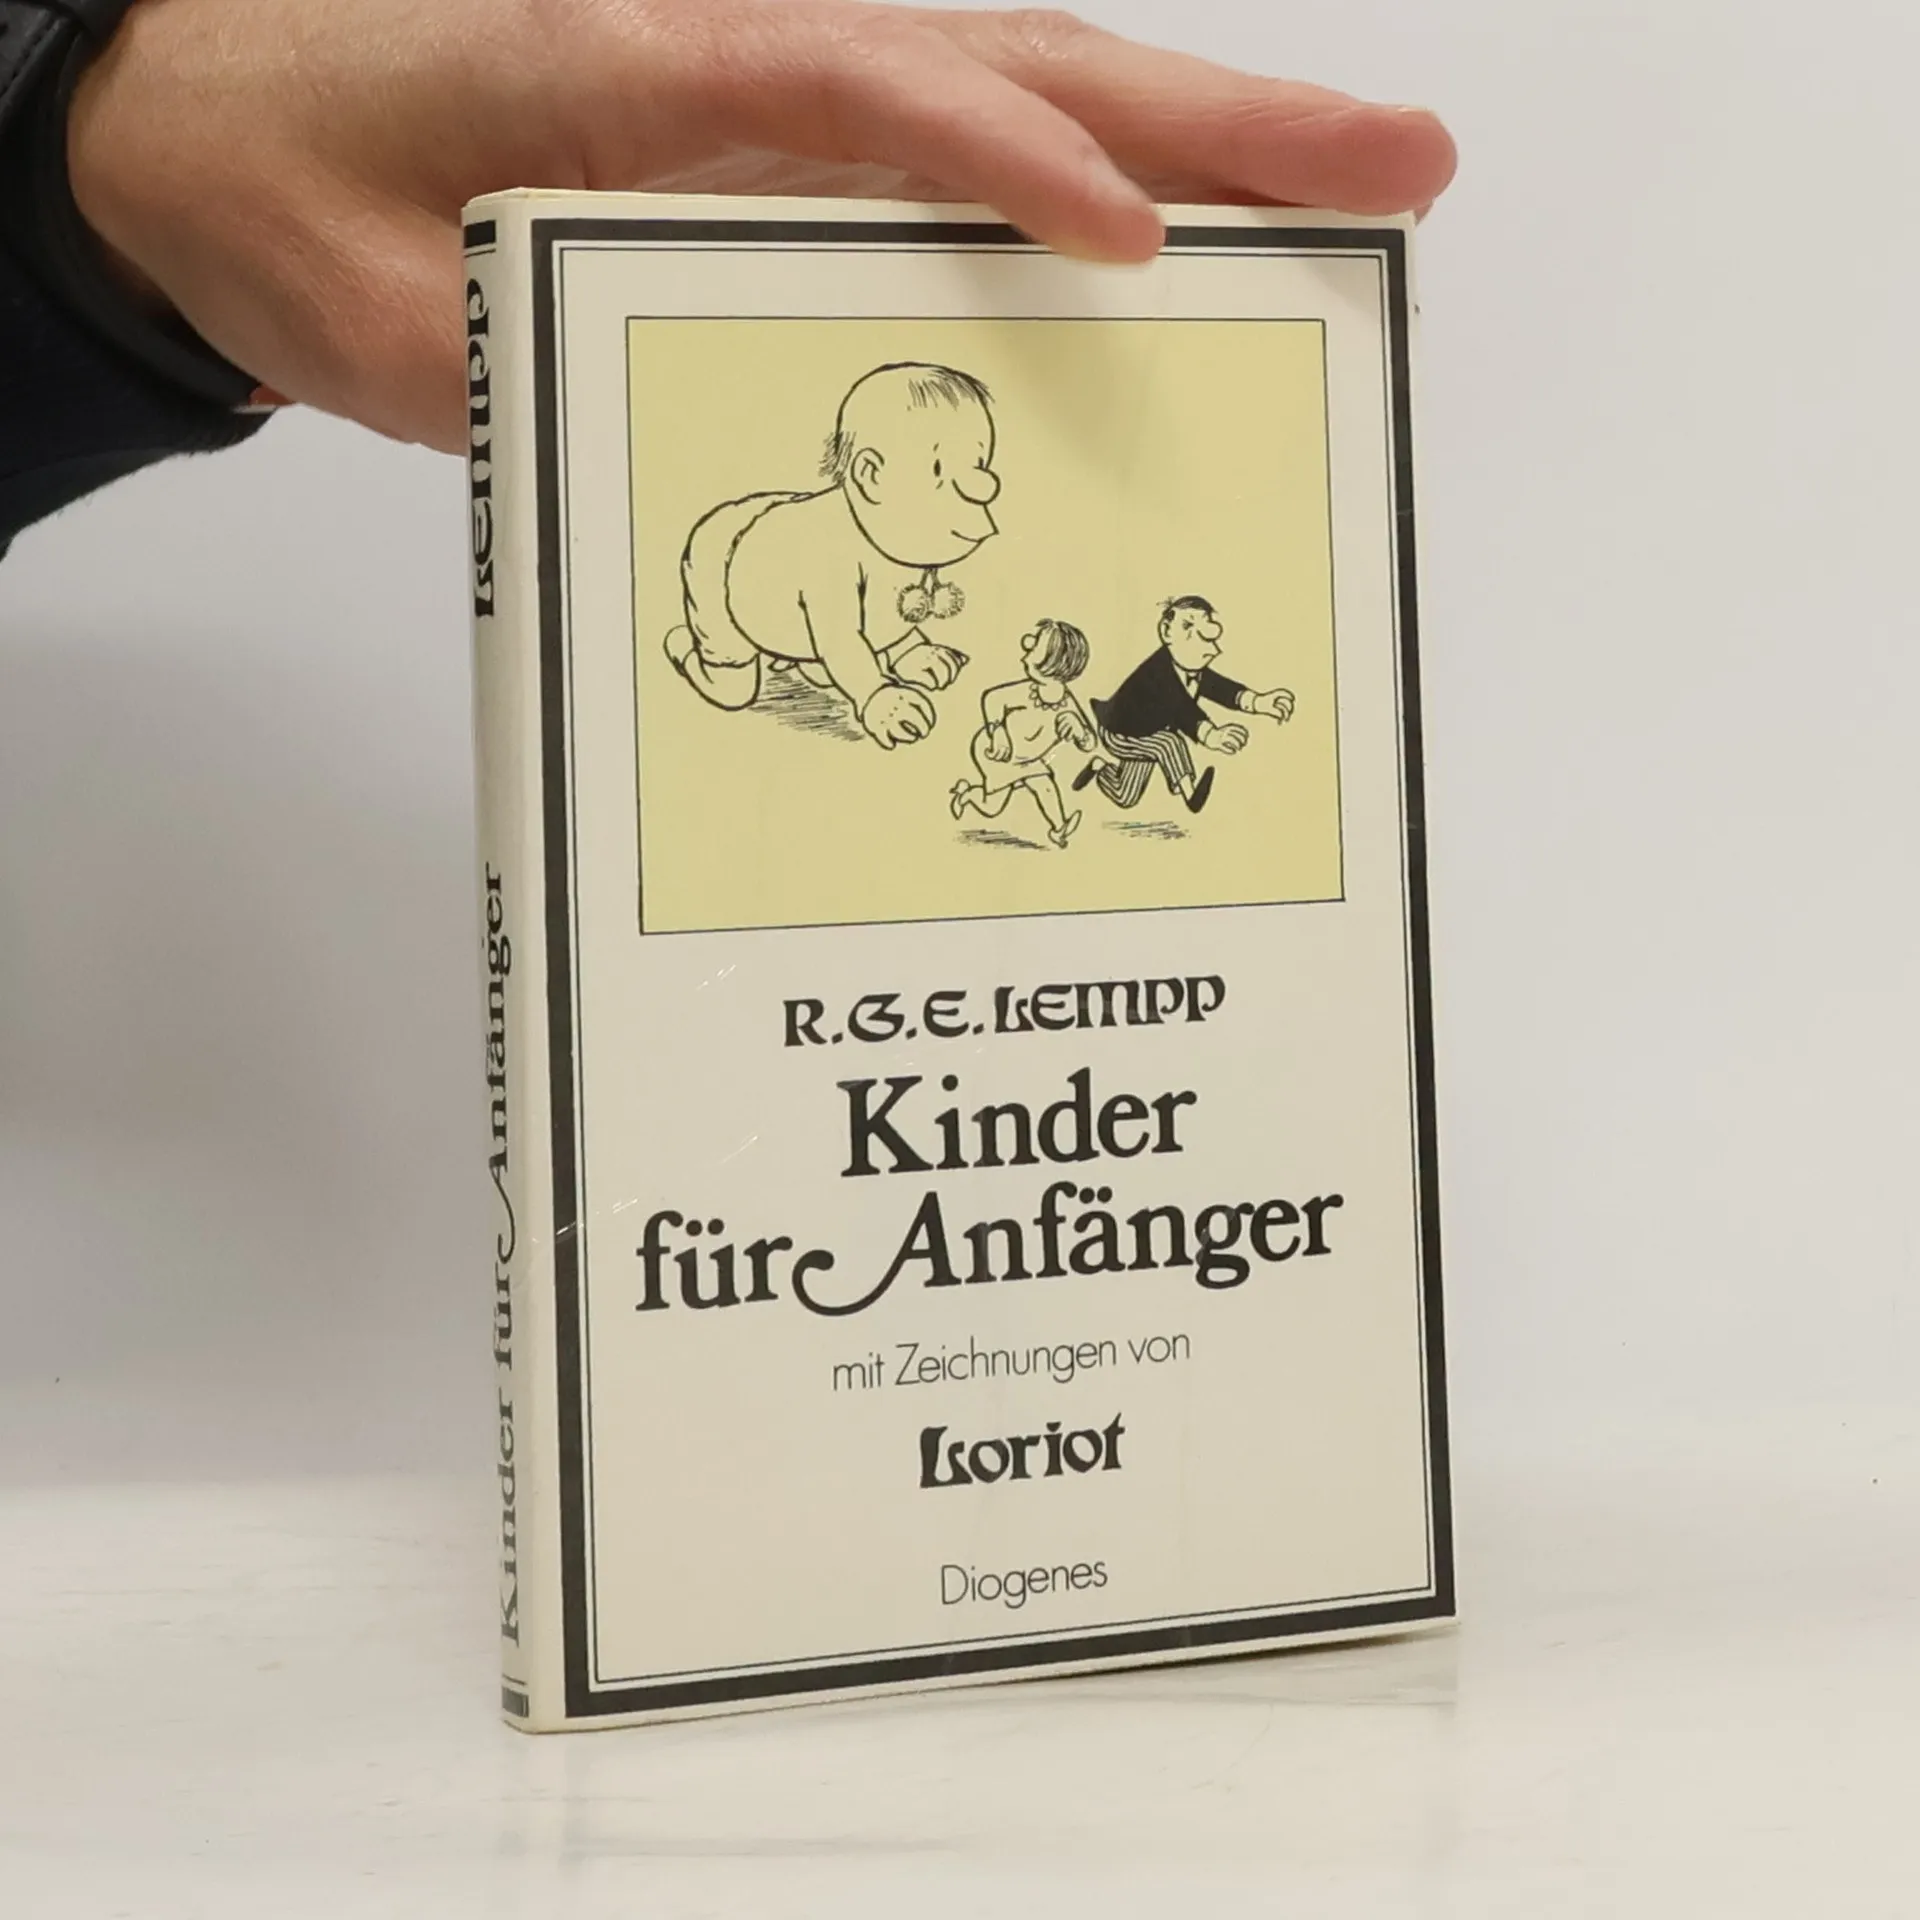 Lempp
Kinder für Anfänger
R.G.E. Lempp
Kinder
für Anfänger
mit Zeichnungen von
Loriot
Diogenes